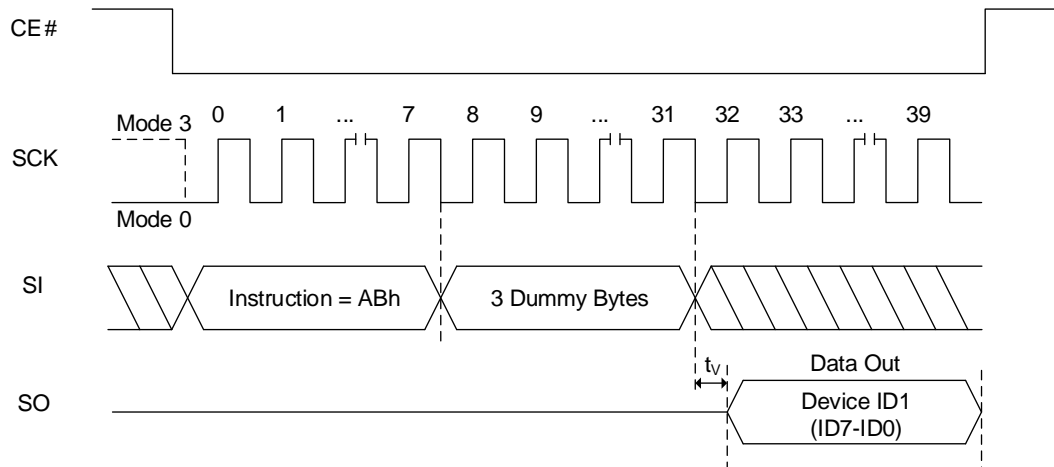 CE#
0 1 ... 7 8 9 ... 31 32 33 ... 39
Mode 3
SCK
Mode 0
SI
Instruction = ABh
3 Dummy Bytes
tV
Data Out
SO
Device ID1
(ID7-ID0)